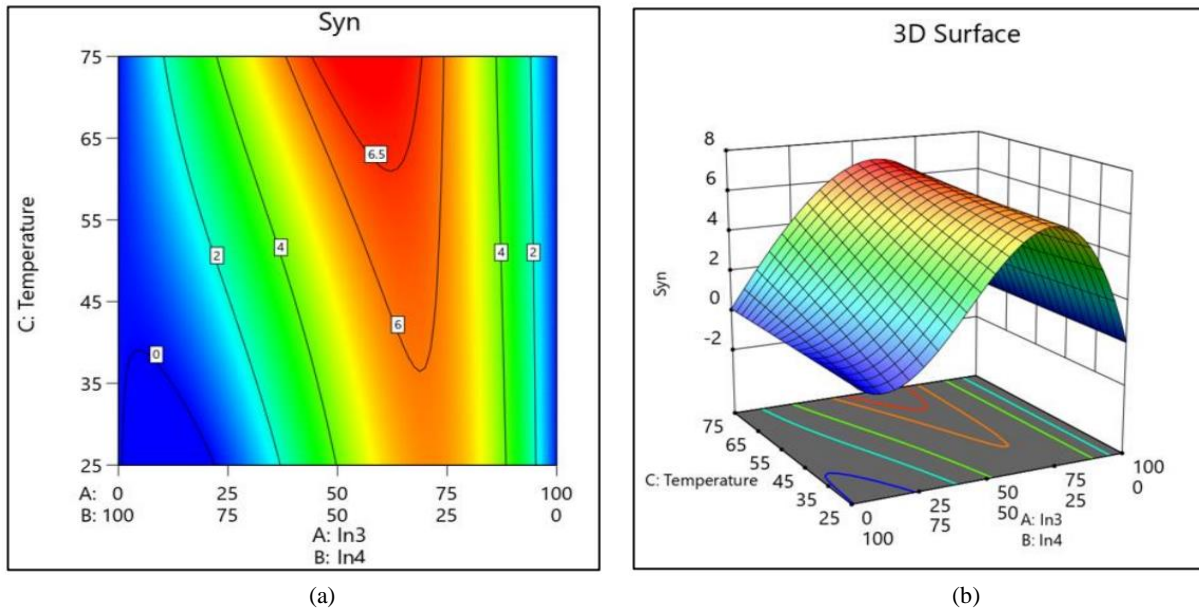 Syn
75
65
55
45
35
25
C: Temperature
6.5
2
4
4
2
6
0
A: 0 25 50 75 100
B: 100 75 50 25 0
A: In3
B: In4
(a)
3D Surface
8
6
4
2
0
-2
Syn
75
65
55
45
35
25
C: Temperature
0 25 50 75 100
100 75 50 25 0
A: In3
B: In4
(b)